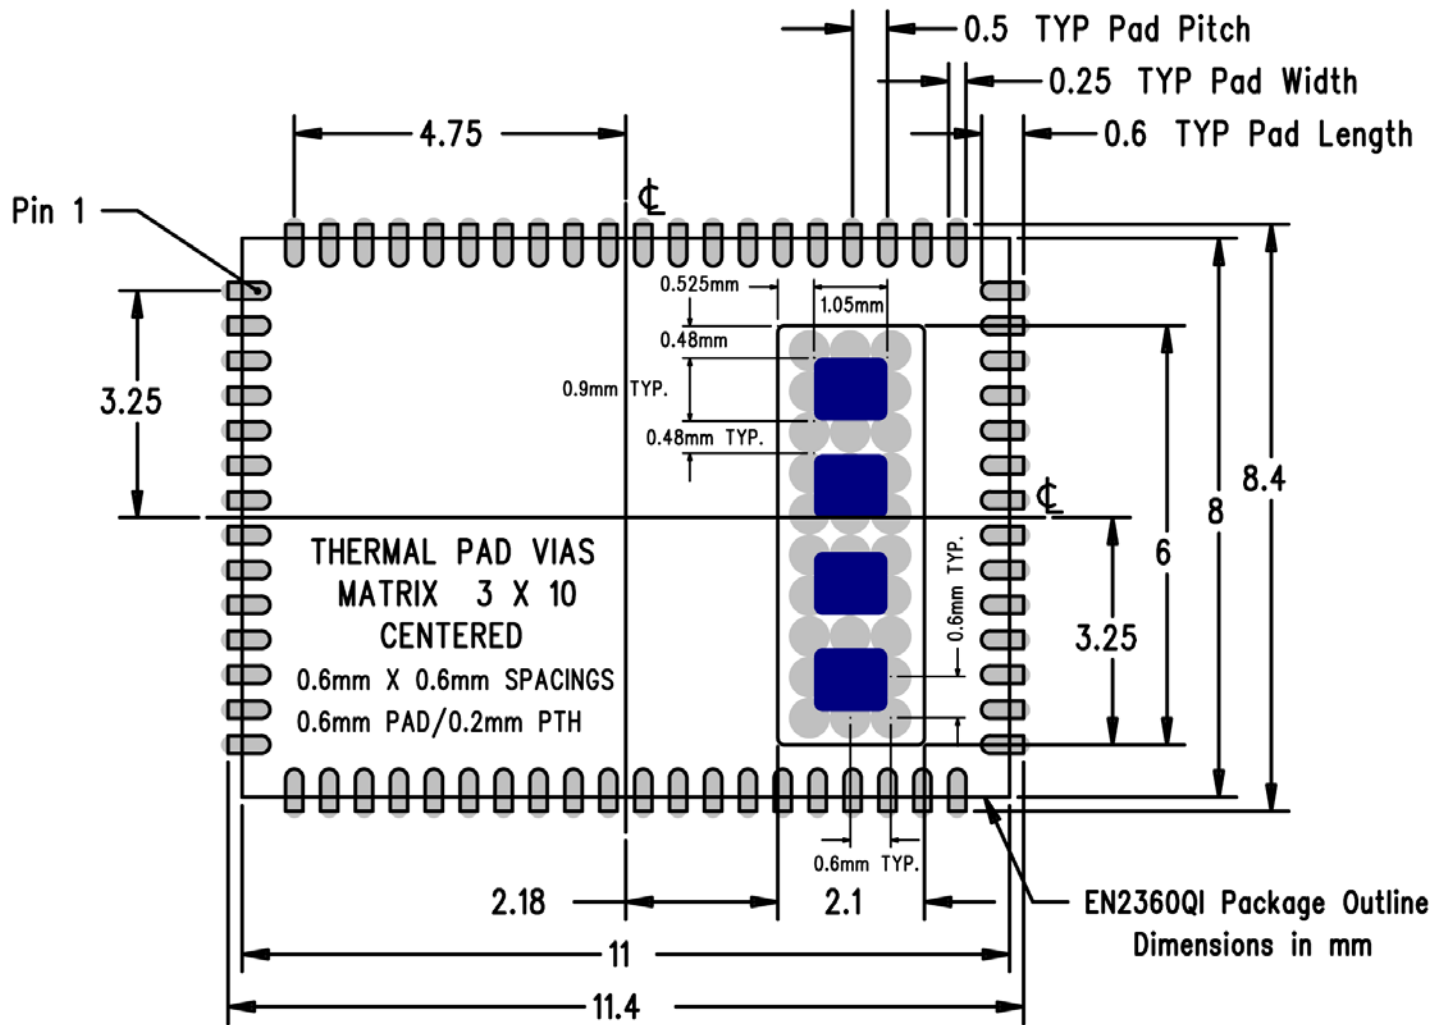 0.5 TYP Pad Pitch
0.25 TYP Pad Width
4.75
0.6 TYP Pad Length
Pin 1
℄
0.525mm
1.05mm
0.48mm
0.9mm TYP.
3.25
0.48mm TYP.
8.4
℄
8
THERMAL PAD VIAS
MATRIX 3 X 10
CENTERED
0.6mm X 0.6mm SPACINGS
0.6mm PAD/0.2mm PTH
0.6mm TYP.
6
3.25
0.6mm TYP.
2.18
2.1
EN2360QI Package Outline
Dimensions in mm
11
11.4